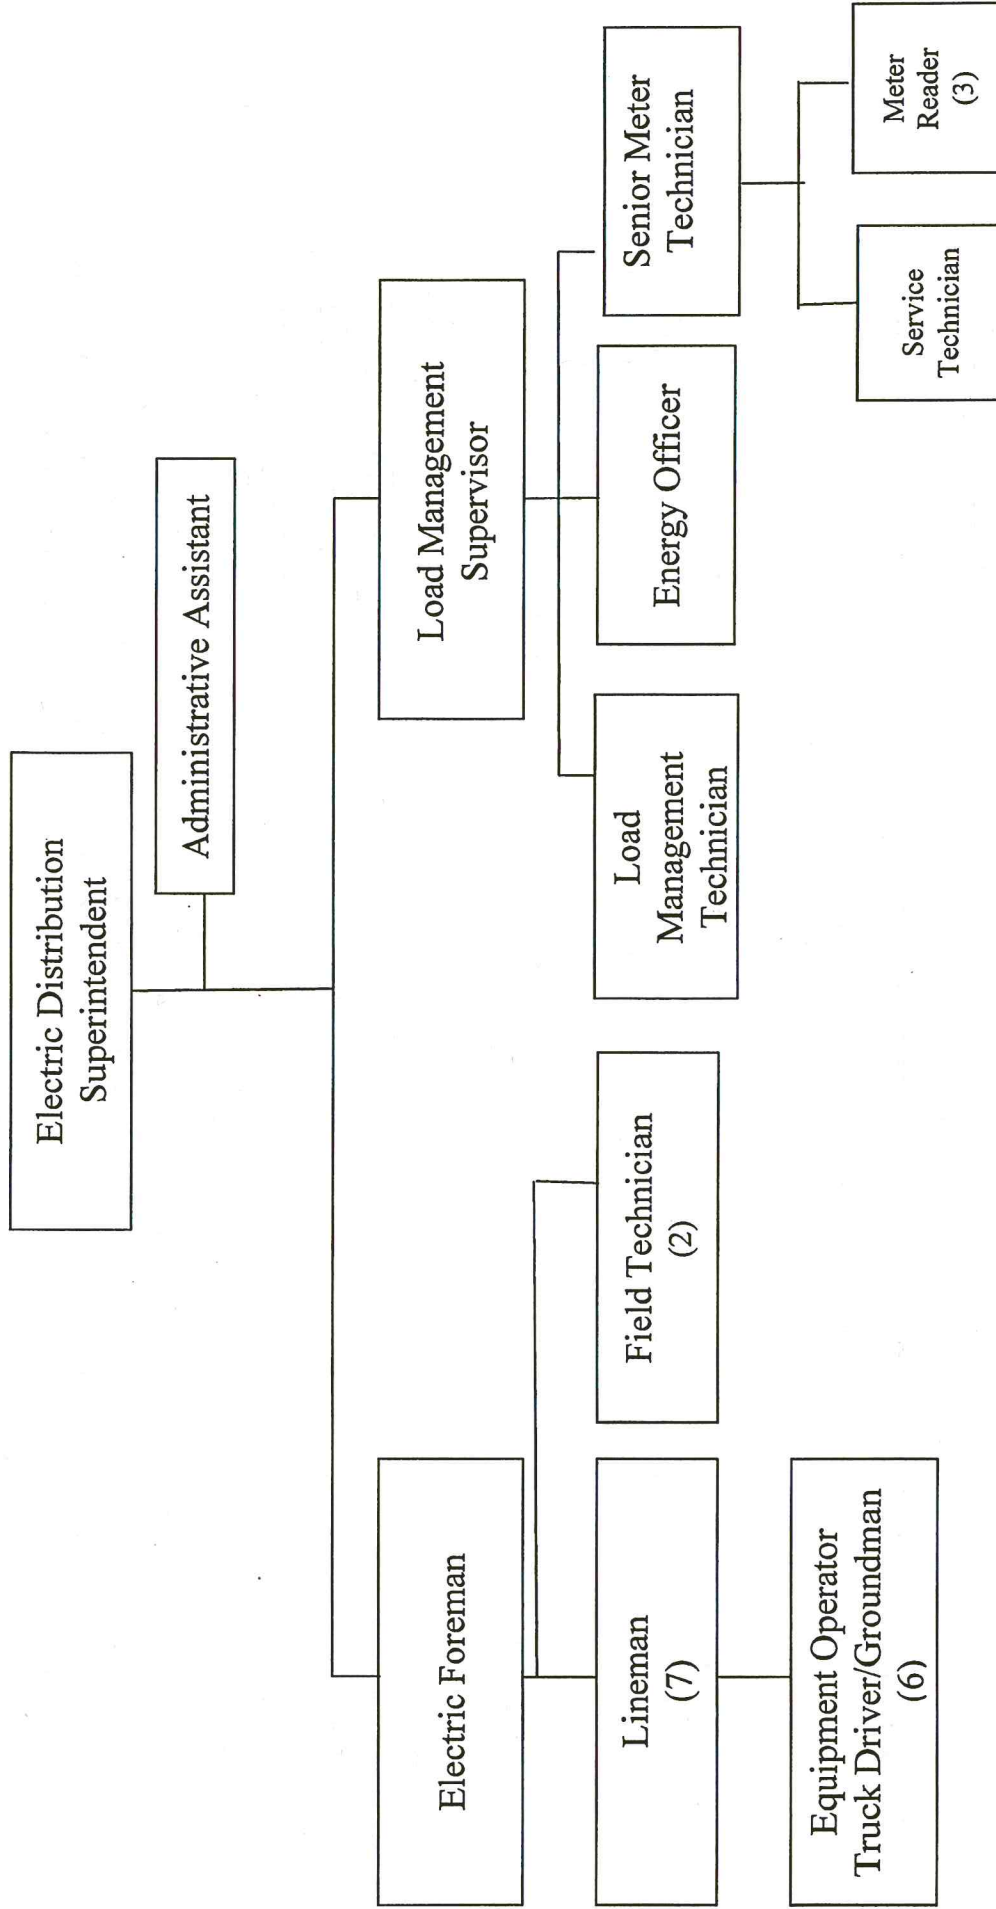 Electric Distribution
Superintendent
Administrative Assistant
Electric Foreman
Load Management
Supervisor
Lineman
(7)
Field Technician
(2)
Load
Management
Technician
Energy Officer
Senior Meter
Technician
Equipment Operator
Truck Driver/Groundman
(6)
Service
Technician
Meter
Reader
(3)